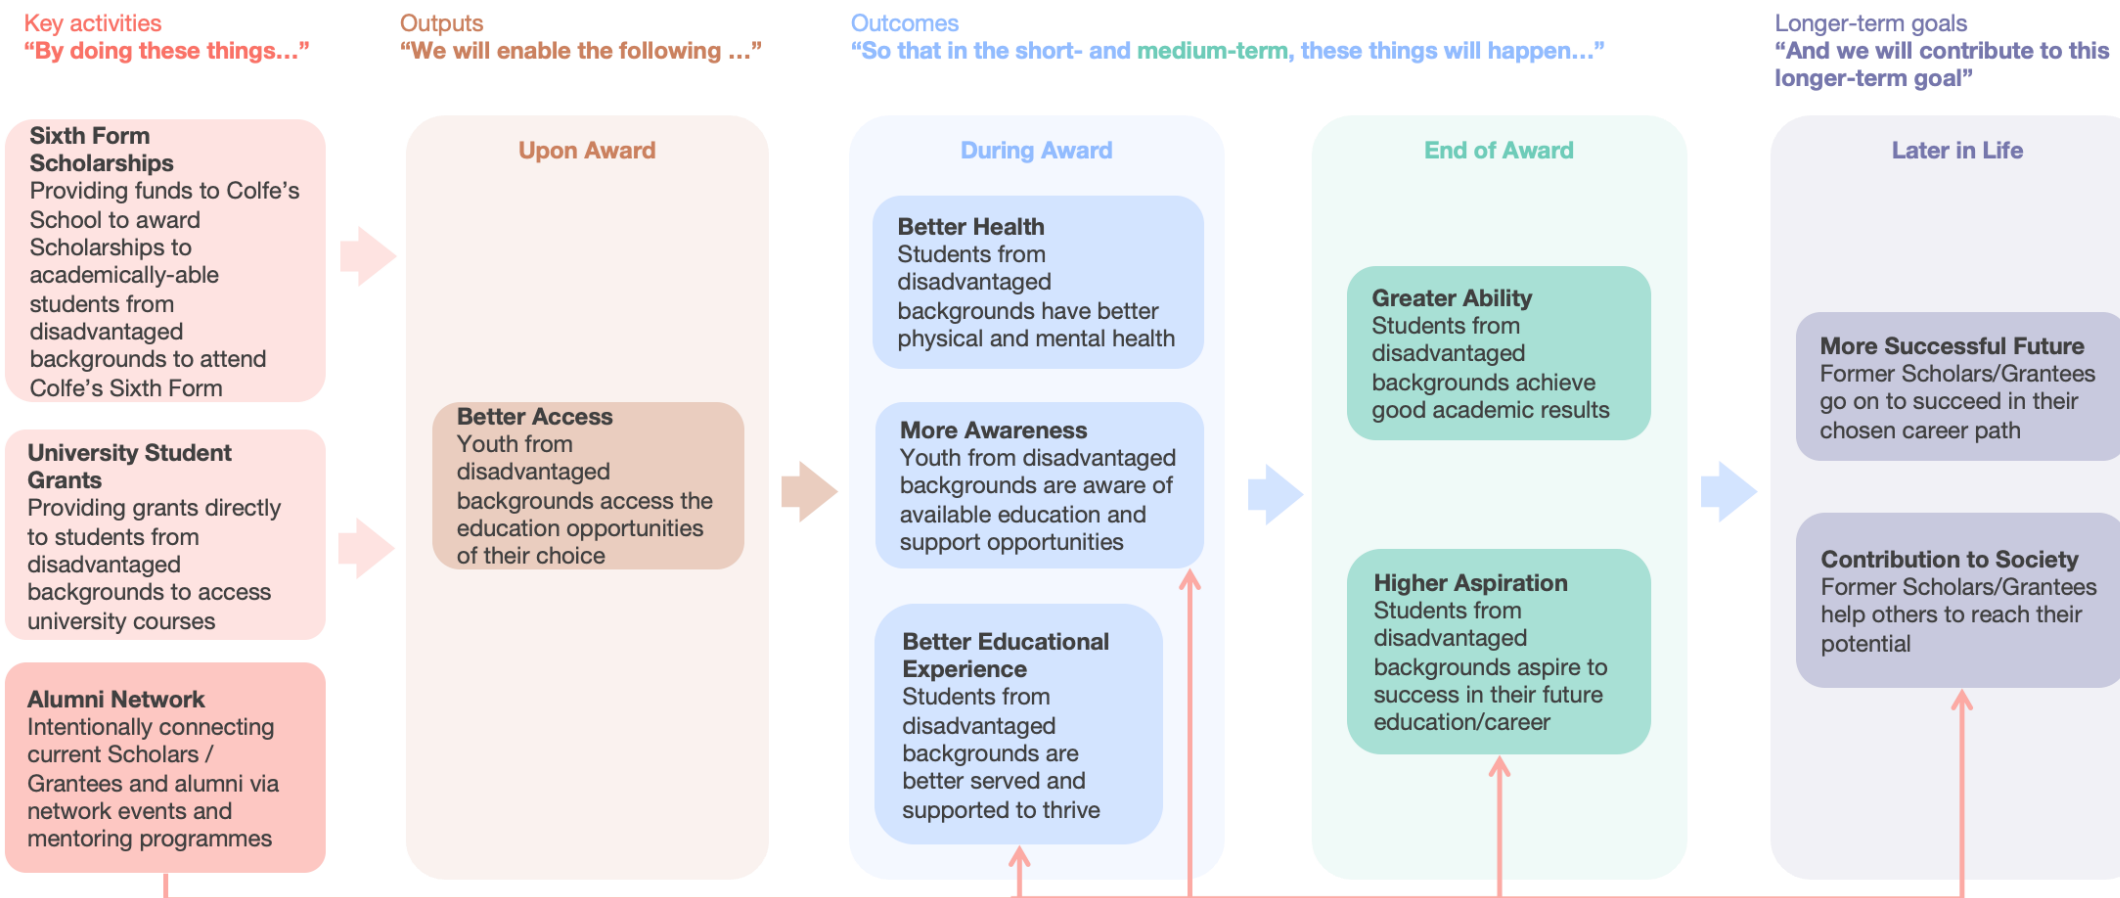 Key activities
“By doing these things…”
Outputs
“We will enable the following …”
Outcomes
“So that in the short- and medium-term, these things will happen…”
Longer-term goals
“And we will contribute to this
longer-term goal”
Sixth Form
Scholarships
Providing funds to Colfe’s
School to award
Scholarships to
academically-able
students from
disadvantaged
backgrounds to attend
Colfe’s Sixth Form
University Student
Grants
Providing grants directly
to students from
disadvantaged
backgrounds to access
university courses
Alumni Network
Intentionally connecting
current Scholars /
Grantees and alumni via
network events and
mentoring programmes
Upon Award
Better Access
Youth from
disadvantaged
backgrounds access the
education opportunities
of their choice
During Award
Better Health
Students from
disadvantaged
backgrounds have better
physical and mental health
More Awareness
Youth from disadvantaged
backgrounds are aware of
available education and
support opportunities
Better Educational
Experience
Students from
disadvantaged
backgrounds are
better served and
supported to thrive
End of Award
Greater Ability
Students from
disadvantaged
backgrounds achieve
good academic results
Higher Aspiration
Students from
disadvantaged
backgrounds aspire to
success in their future
education/career
Later in Life
More Successful Future
Former Scholars/Grantees
go on to succeed in their
chosen career path
Contribution to Society
Former Scholars/Grantees
help others to reach their
potential